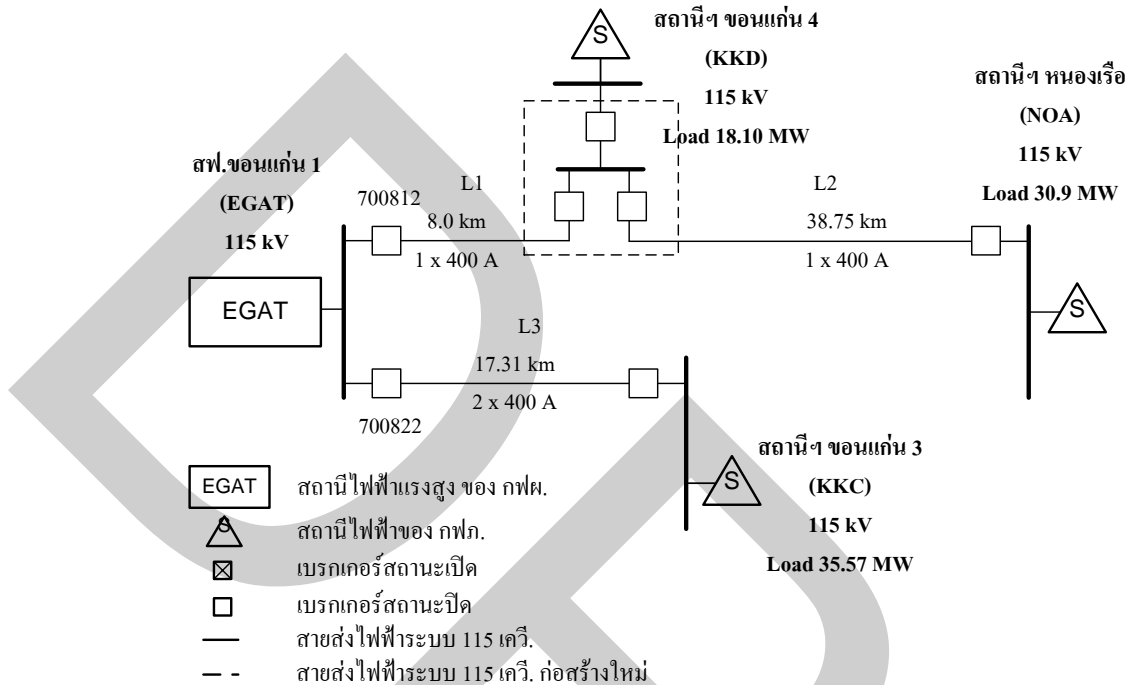 สถานีฯ ขอนแก่น 4
(KKD)
115 kV
Load 18.10 MW
S
สถานีฯ หนองเรือ
(NOA)
115 kV
Load 30.9 MW
S
สฟ.ขอนแก่น 1
(EGAT)
115 kV
EGAT
700812
L1
8.0 km
1 x 400 A
L2
38.75 km
1 x 400 A
L3
17.31 km
2 x 400 A
700822
สถานีฯ ขอนแก่น 3
(KKC)
115 kV
Load 35.57 MW
S
EGAT
สถานีไฟฟ้าแรงสูง ของ กฟผ.
S
สถานีไฟฟ้าของ กฟภ.
เบรกเกอร์สถานะเปิด
เบรกเกอร์สถานะปิด
สายส่งไฟฟ้าระบบ 115 เควี.
สายส่งไฟฟ้าระบบ 115 เควี. ก่อสร้างใหม่